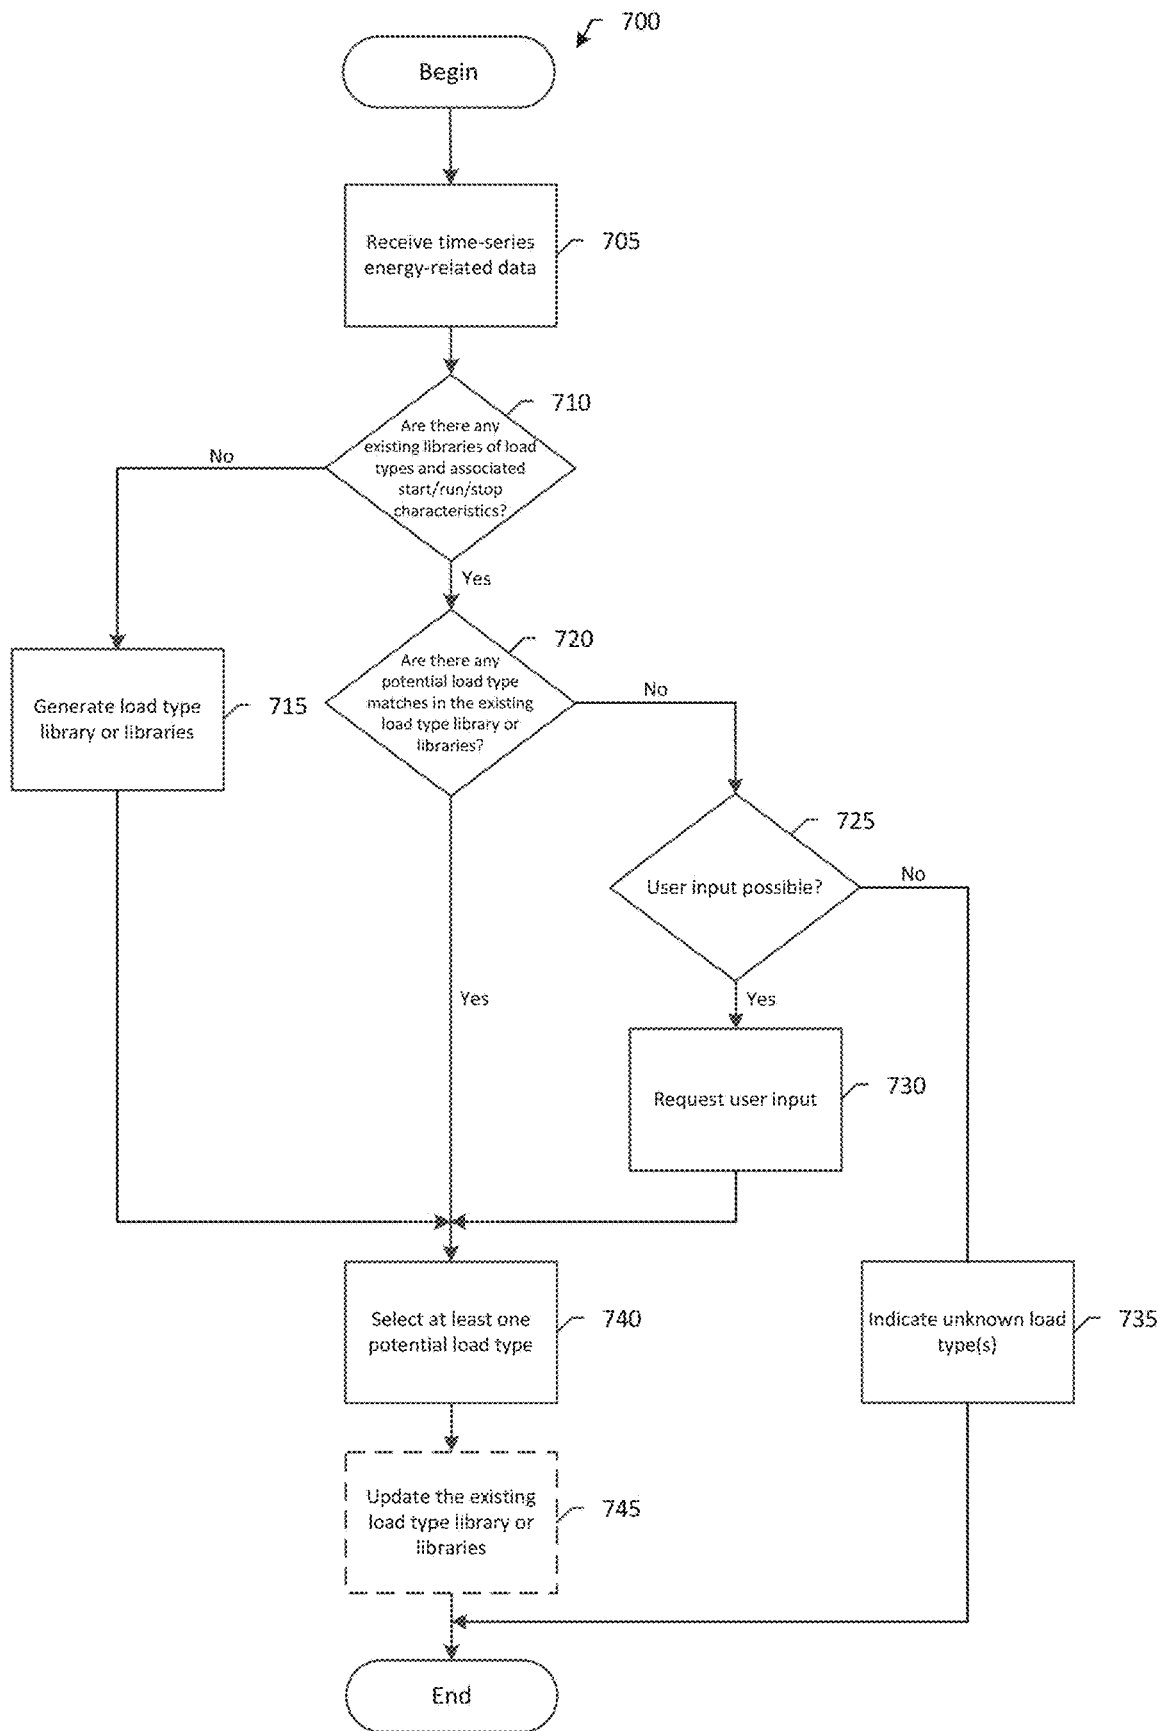 700
Begin
Receive time-series
energy-related data
705
710
Are there any
existing libraries of load
types and associated
start/run/stop
characteristics?
No
Yes
720
Are there any
potential load type
matches in the existing
load type library or
libraries?
No
Generate load type
library or libraries
715
725
User input possible?
No
Yes
Yes
Request user input
730
Select at least one
potential load type
740
Indicate unknown load
type(s)
735
Update the existing
load type library or
libraries
745
End